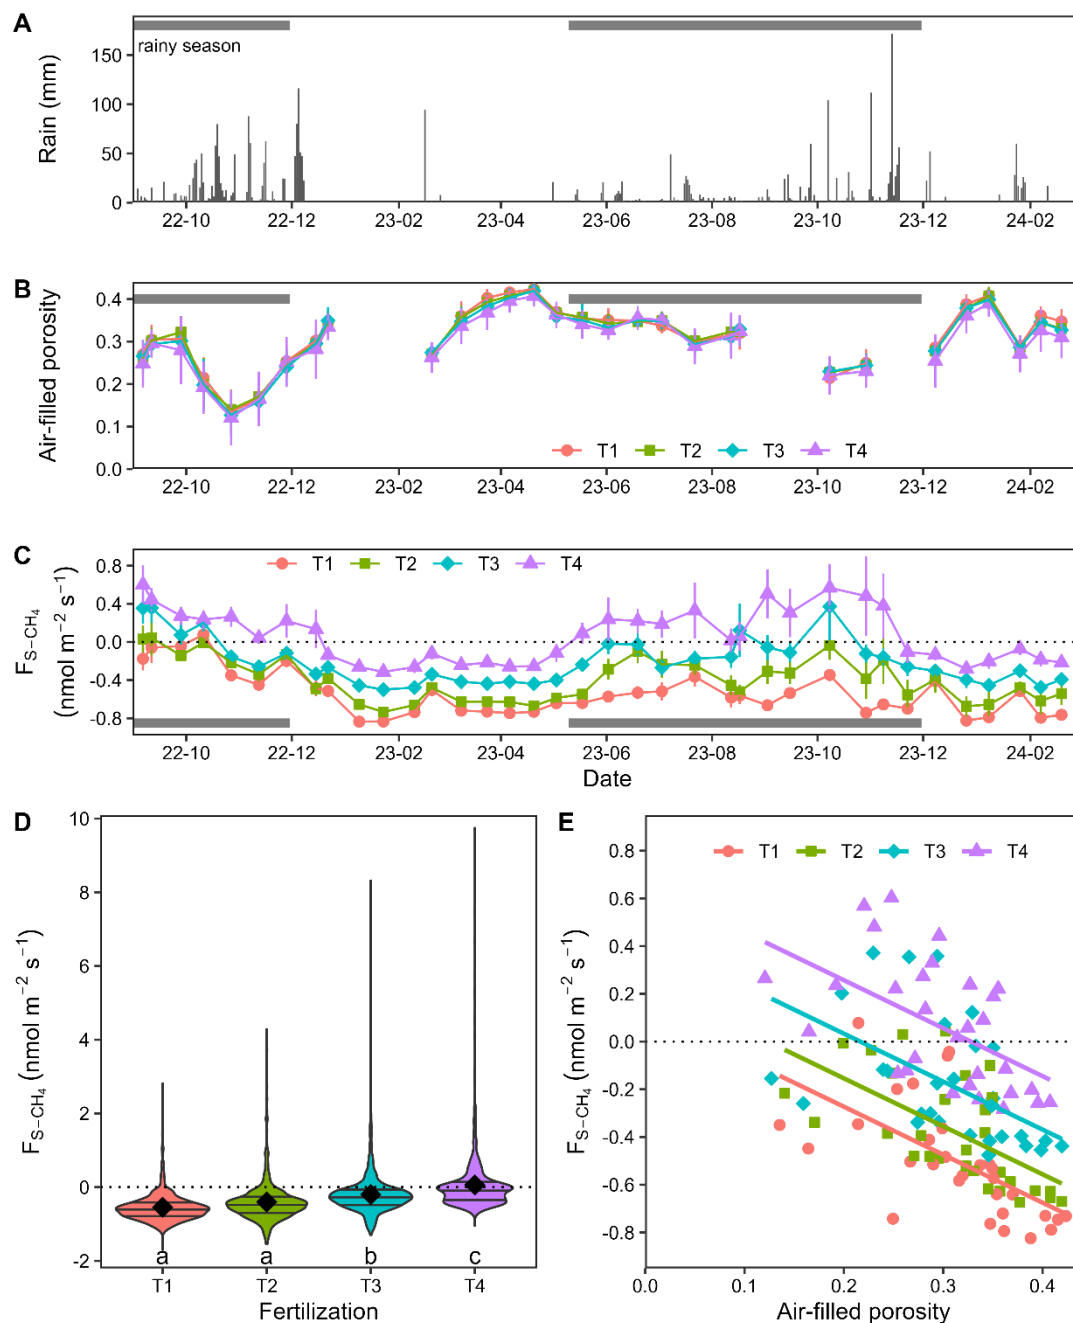 A
rainy season
Rain (mm)
150
100
50
0
22-10 22-12 23-02 23-04 23-06 23-08 23-10 23-12 24-02
B
Air-filled porosity
0.4
0.3
0.2
0.1
0.0
T1 T2 T3 T4
22-10 22-12 23-02 23-04 23-06 23-08 23-10 23-12 24-02
C
T1 T2 T3 T4
F_S−CH₄
(nmol m⁻² s⁻¹)
0.8
0.4
0.0
-0.4
-0.8
22-10 22-12 23-02 23-04 23-06 23-08 23-10 23-12 24-02
Date
D
F_S−CH₄ (nmol m⁻² s⁻¹)
10
8
6
4
2
0
-2
a a b c
T1 T2 T3 T4
Fertilization
E
T1 T2 T3 T4
F_S−CH₄ (nmol m⁻² s⁻¹)
0.8
0.6
0.4
0.2
0.0
-0.2
-0.4
-0.6
-0.8
0.0 0.1 0.2 0.3 0.4
Air-filled porosity